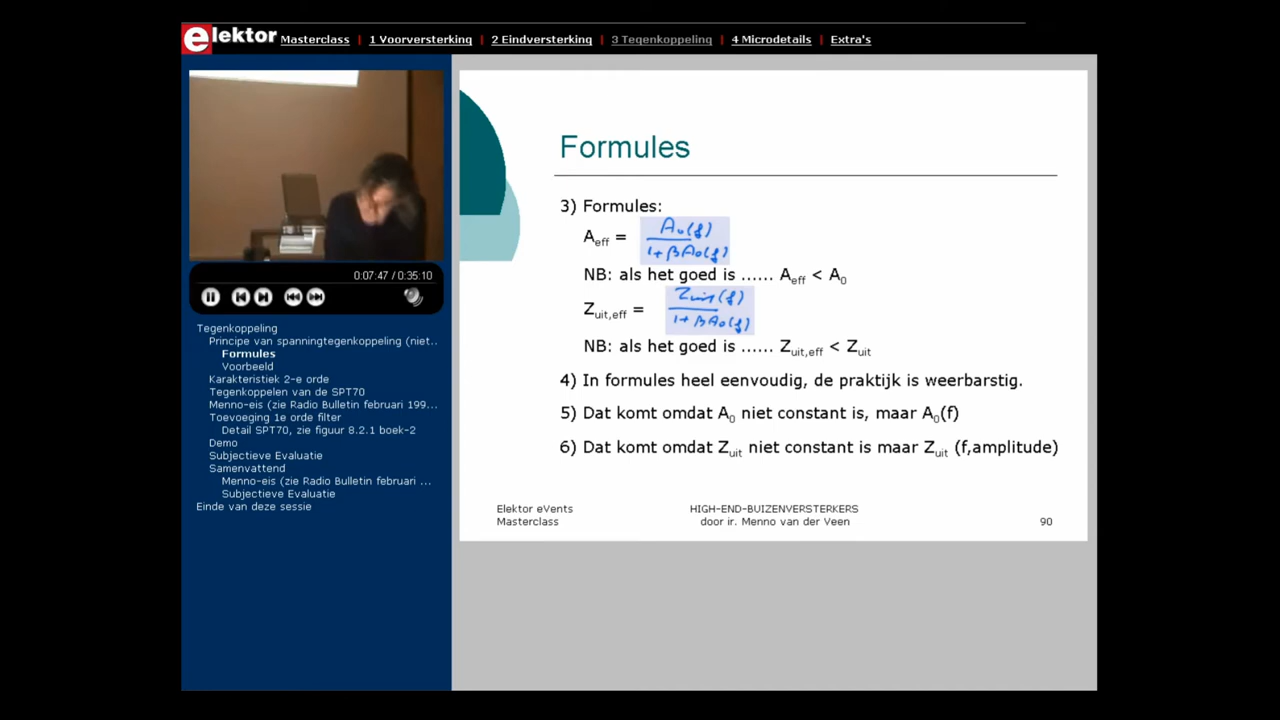 elektor
Masterclass | 1 Voorversterking | 2 Eindversterking | 3 Tegenkoppeling | 4 Microdetails | Extra's
0:07:47 / 0:35:10
Tegenkoppeling
Principe van spanningtegenkoppeling (niet...
Formules
Voorbeeld
Karakteristiek 2-e orde
Tegenkoppelen van de SPT70
Menno-eis (zie Radio Bulletin februari 199...
Toevoeging 1e orde filter
Detail SPT70, zie figuur 8.2.1 boek-2
Demo
Subjectieve Evaluatie
Samenvattend
Menno-eis (zie Radio Bulletin februari ...
Subjectieve Evaluatie
Einde van deze sessie
Formules
3) Formules:
A₀(f)
Aeff =
1+βA₀(f)
NB: als het goed is ...... Aeff < A0
Zuit(f)
Zuit,eff =
1+βA₀(f)
NB: als het goed is ...... Zuit,eff < Zuit
4) In formules heel eenvoudig, de praktijk is weerbarstig.
5) Dat komt omdat A0 niet constant is, maar A0(f)
6) Dat komt omdat Zuit niet constant is maar Zuit (f,amplitude)
Elektor eVents
Masterclass
HIGH-END-BUIZENVERSTERKERS
door ir. Menno van der Veen
90